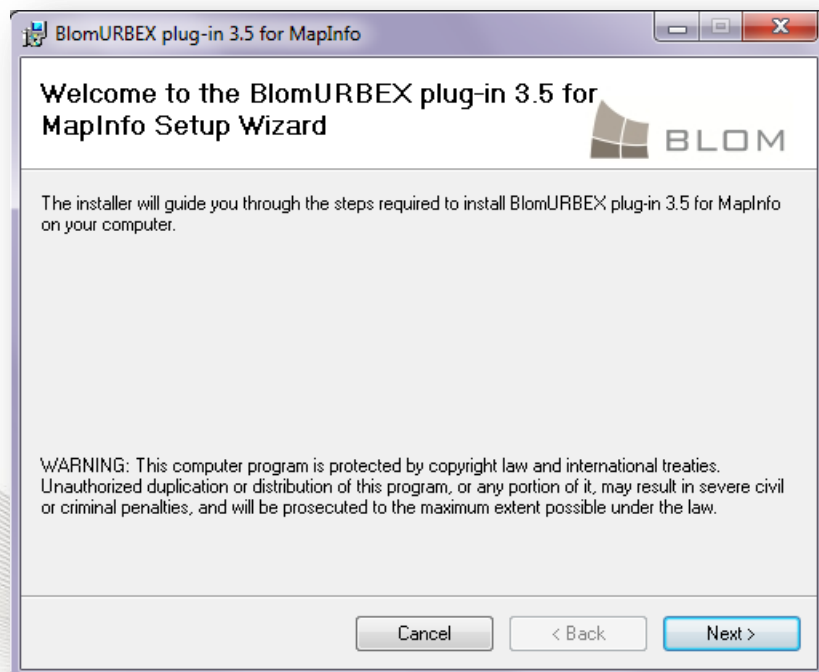 BlomURBEX plug-in 3.5 for MapInfo
Welcome to the BlomURBEX plug-in 3.5 for
MapInfo Setup Wizard
BLOM
The installer will guide you through the steps required to install BlomURBEX plug-in 3.5 for MapInfo
on your computer.
WARNING: This computer program is protected by copyright law and international treaties.
Unauthorized duplication or distribution of this program, or any portion of it, may result in severe civil
or criminal penalties, and will be prosecuted to the maximum extent possible under the law.
Cancel < Back Next >